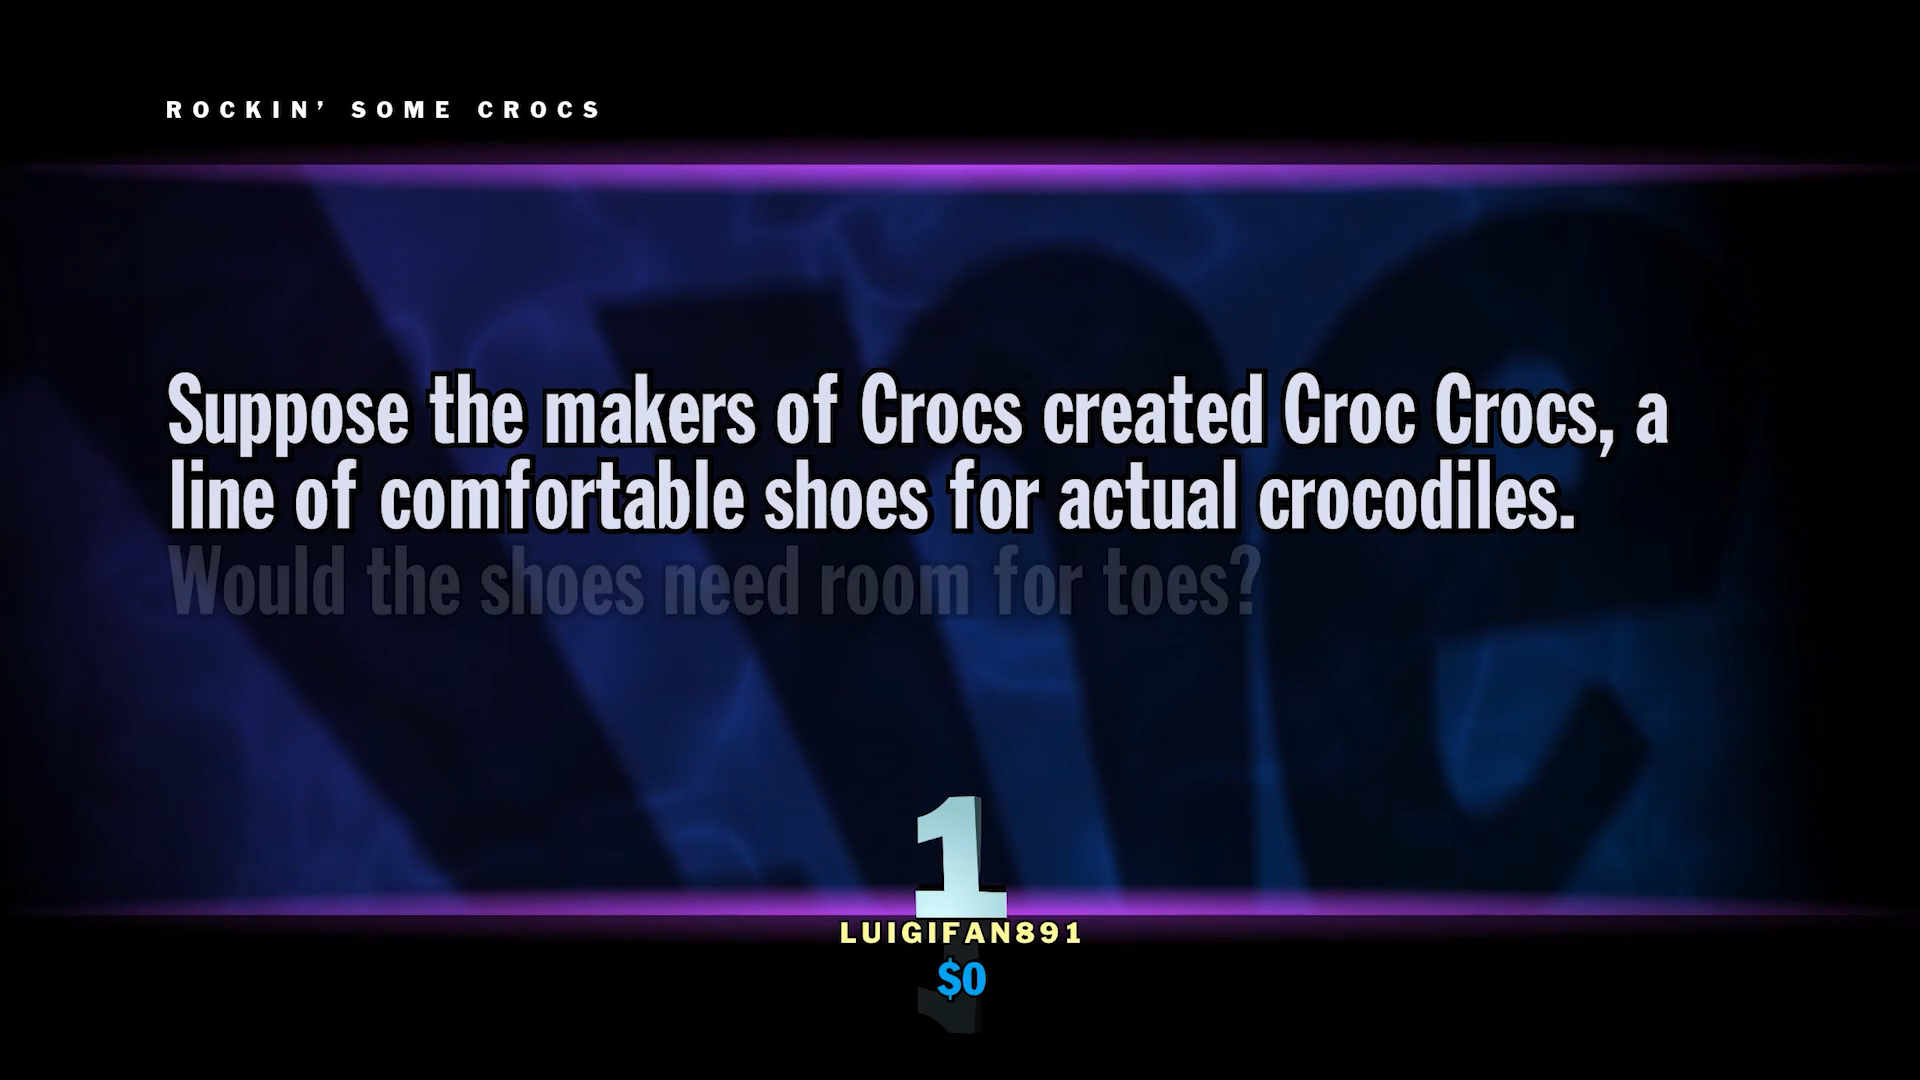 ROCKIN’ SOME CROCS
Suppose the makers of Crocs created Croc Crocs, a
line of comfortable shoes for actual crocodiles.
Would the shoes need room for toes?
1
LUIGIFAN891
$0